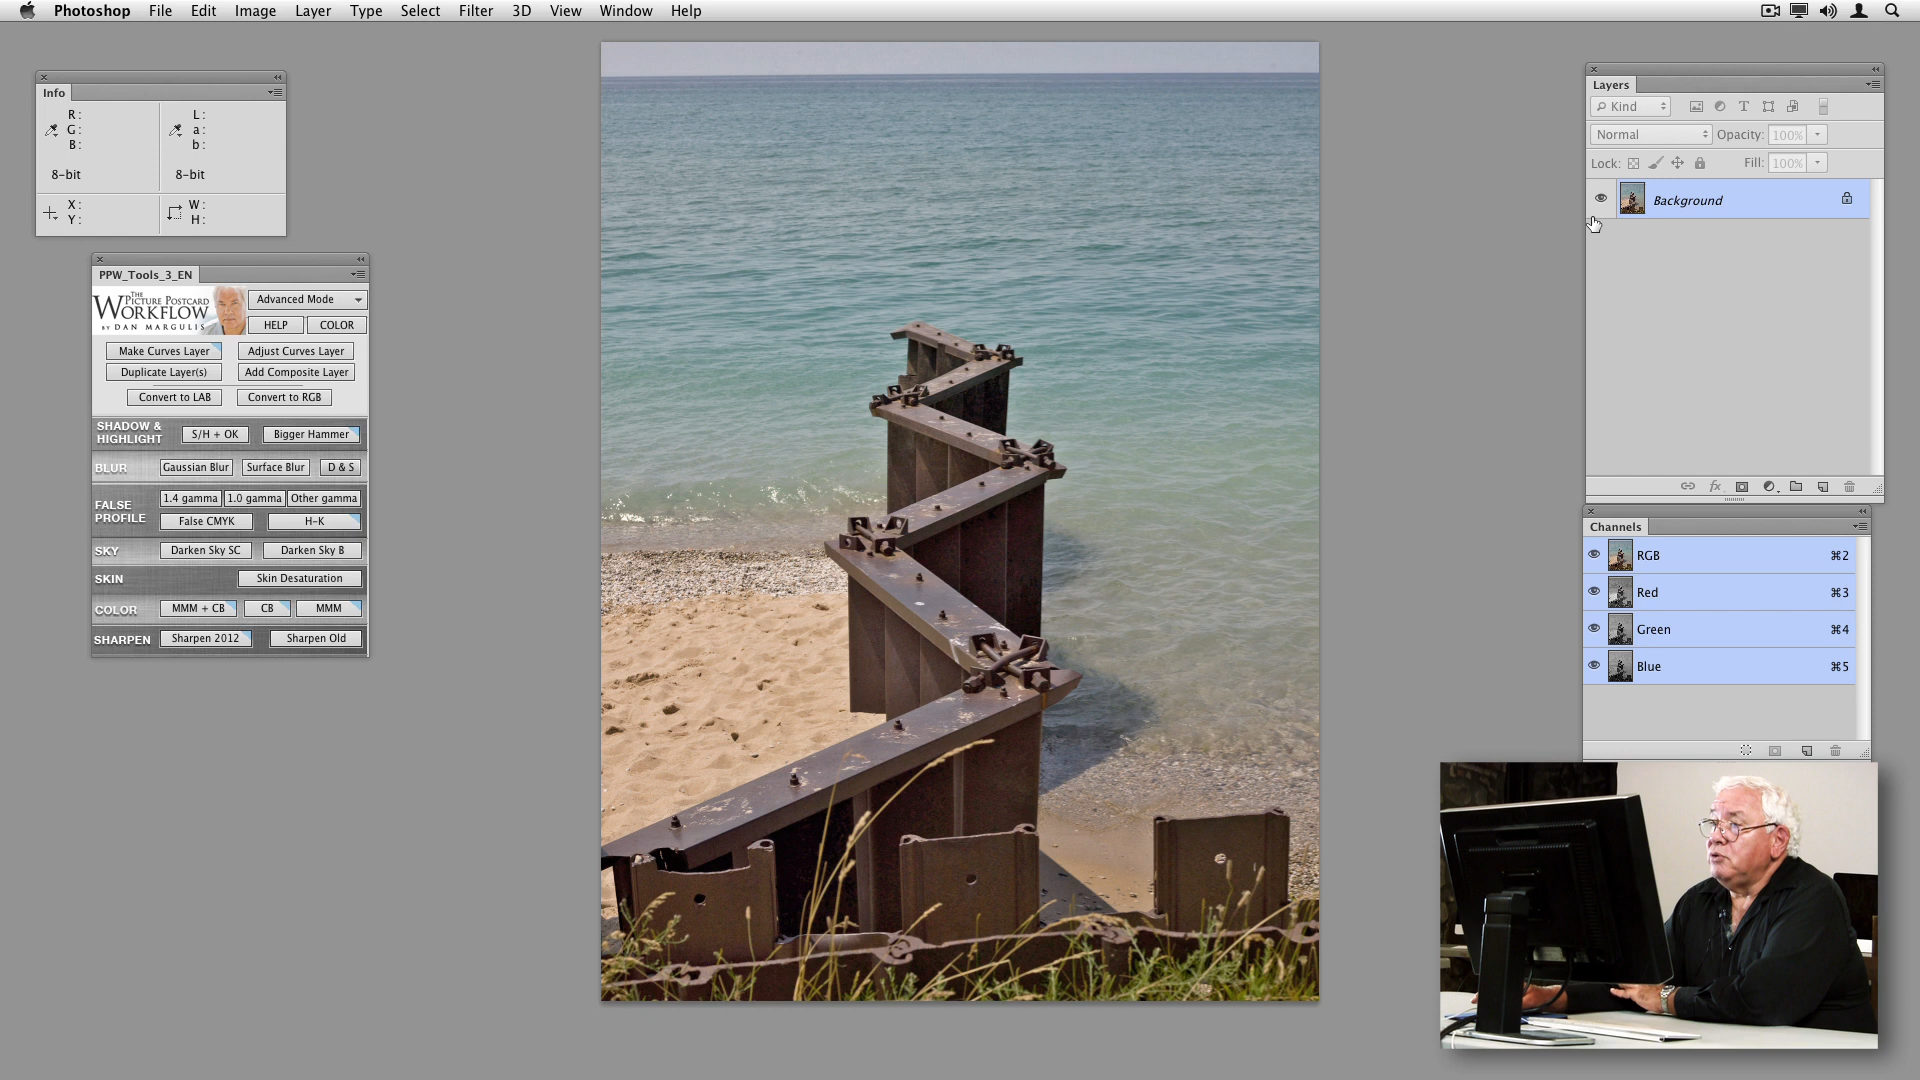 Photoshop File Edit Image Layer Type Select Filter 3D View Window Help
Info
R :
G :
B :
L :
a :
b :
8-bit
8-bit
X :
Y :
W :
H :
PPW_Tools_3_EN
THE
PICTURE POSTCARD
WORKFLOW
BY DAN MARGULIS
Advanced Mode
HELP COLOR
Make Curves Layer Adjust Curves Layer
Duplicate Layer(s) Add Composite Layer
Convert to LAB Convert to RGB
SHADOW &
HIGHLIGHT
S/H + OK Bigger Hammer
BLUR Gaussian Blur Surface Blur D & S
FALSE
PROFILE
1.4 gamma 1.0 gamma Other gamma
False CMYK H-K
SKY Darken Sky SC Darken Sky B
SKIN Skin Desaturation
COLOR MMM + CB CB MMM
SHARPEN Sharpen 2012 Sharpen Old
Layers
Kind
Normal Opacity: 100%
Lock: Fill: 100%
Background
fx
Channels
RGB ⌘2
Red ⌘3
Green ⌘4
Blue ⌘5